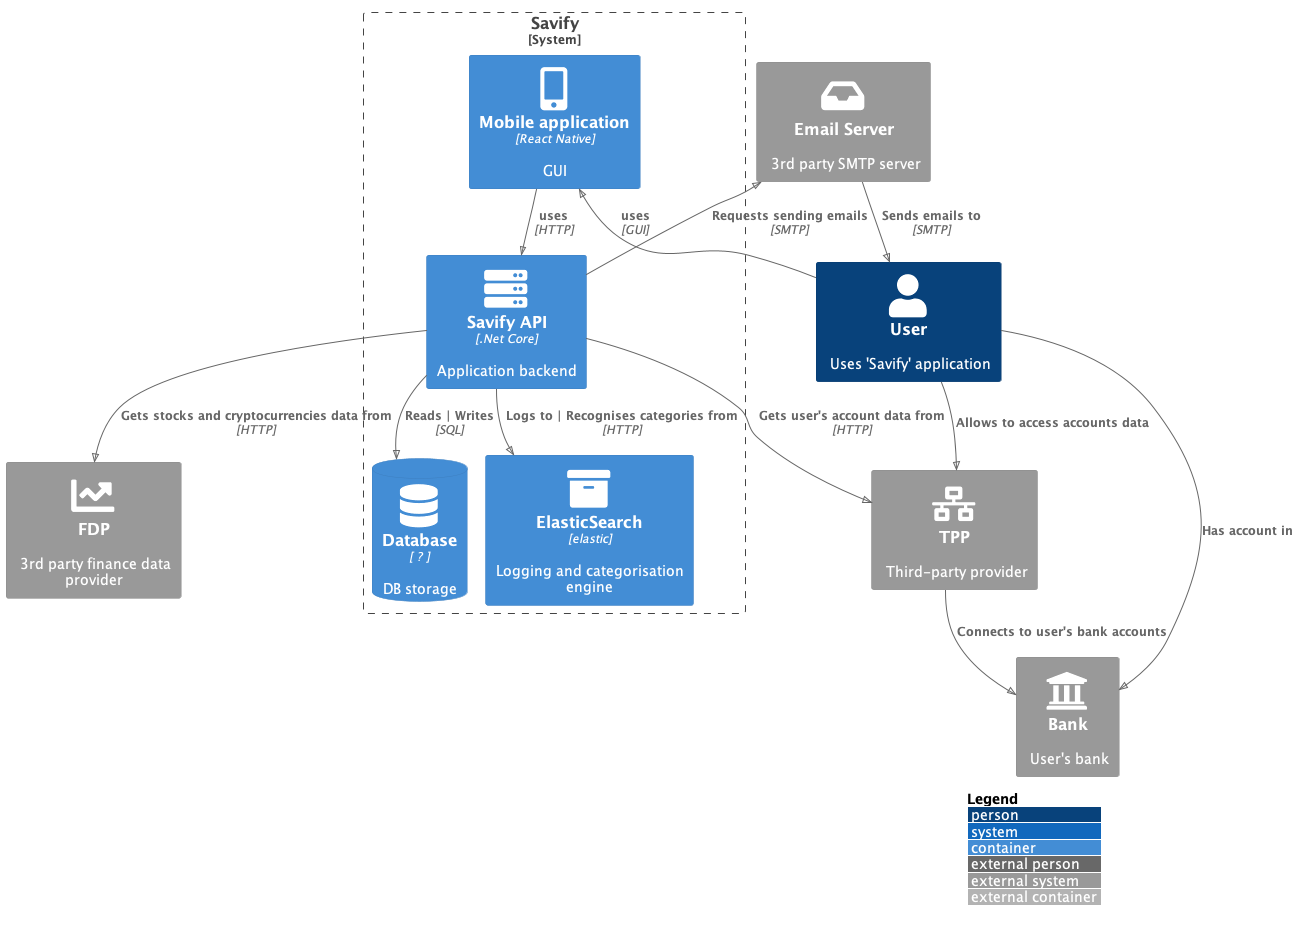 Savify
[System]
Mobile application
[React Native]
GUI
Email Server
3rd party SMTP server
uses
[HTTP]
uses
[GUI]
Requests sending emails
[SMTP]
Sends emails to
[SMTP]
Savify API
[.Net Core]
Application backend
User
Uses 'Savify' application
Gets stocks and cryptocurrencies data from
[HTTP]
Reads | Writes
[SQL]
Logs to | Recognises categories from
[HTTP]
Gets user's account data from
[HTTP]
Allows to access accounts data
FDP
3rd party finance data
provider
Database
[ ? ]
DB storage
ElasticSearch
[elastic]
Logging and categorisation
engine
TPP
Third-party provider
Has account in
Connects to user's bank accounts
Bank
User's bank
Legend
person
system
container
external person
external system
external container